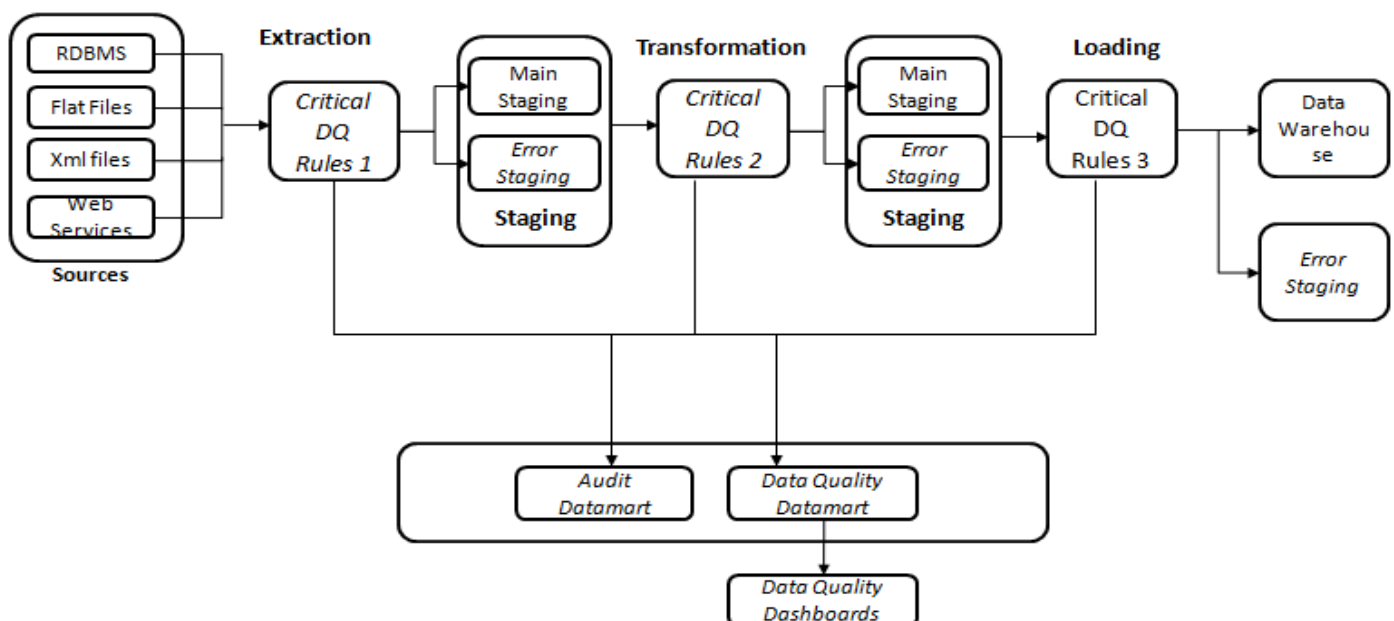 RDBMS
Flat Files
Xml files
Web
Services
Sources
Extraction
Critical
DQ
Rules 1
Main
Staging
Error
Staging
Staging
Transformation
Critical
DQ
Rules 2
Main
Staging
Error
Staging
Staging
Loading
Critical
DQ
Rules 3
Data
Warehou
se
Error
Staging
Audit
Datamart
Data Quality
Datamart
Data Quality
Dashboards